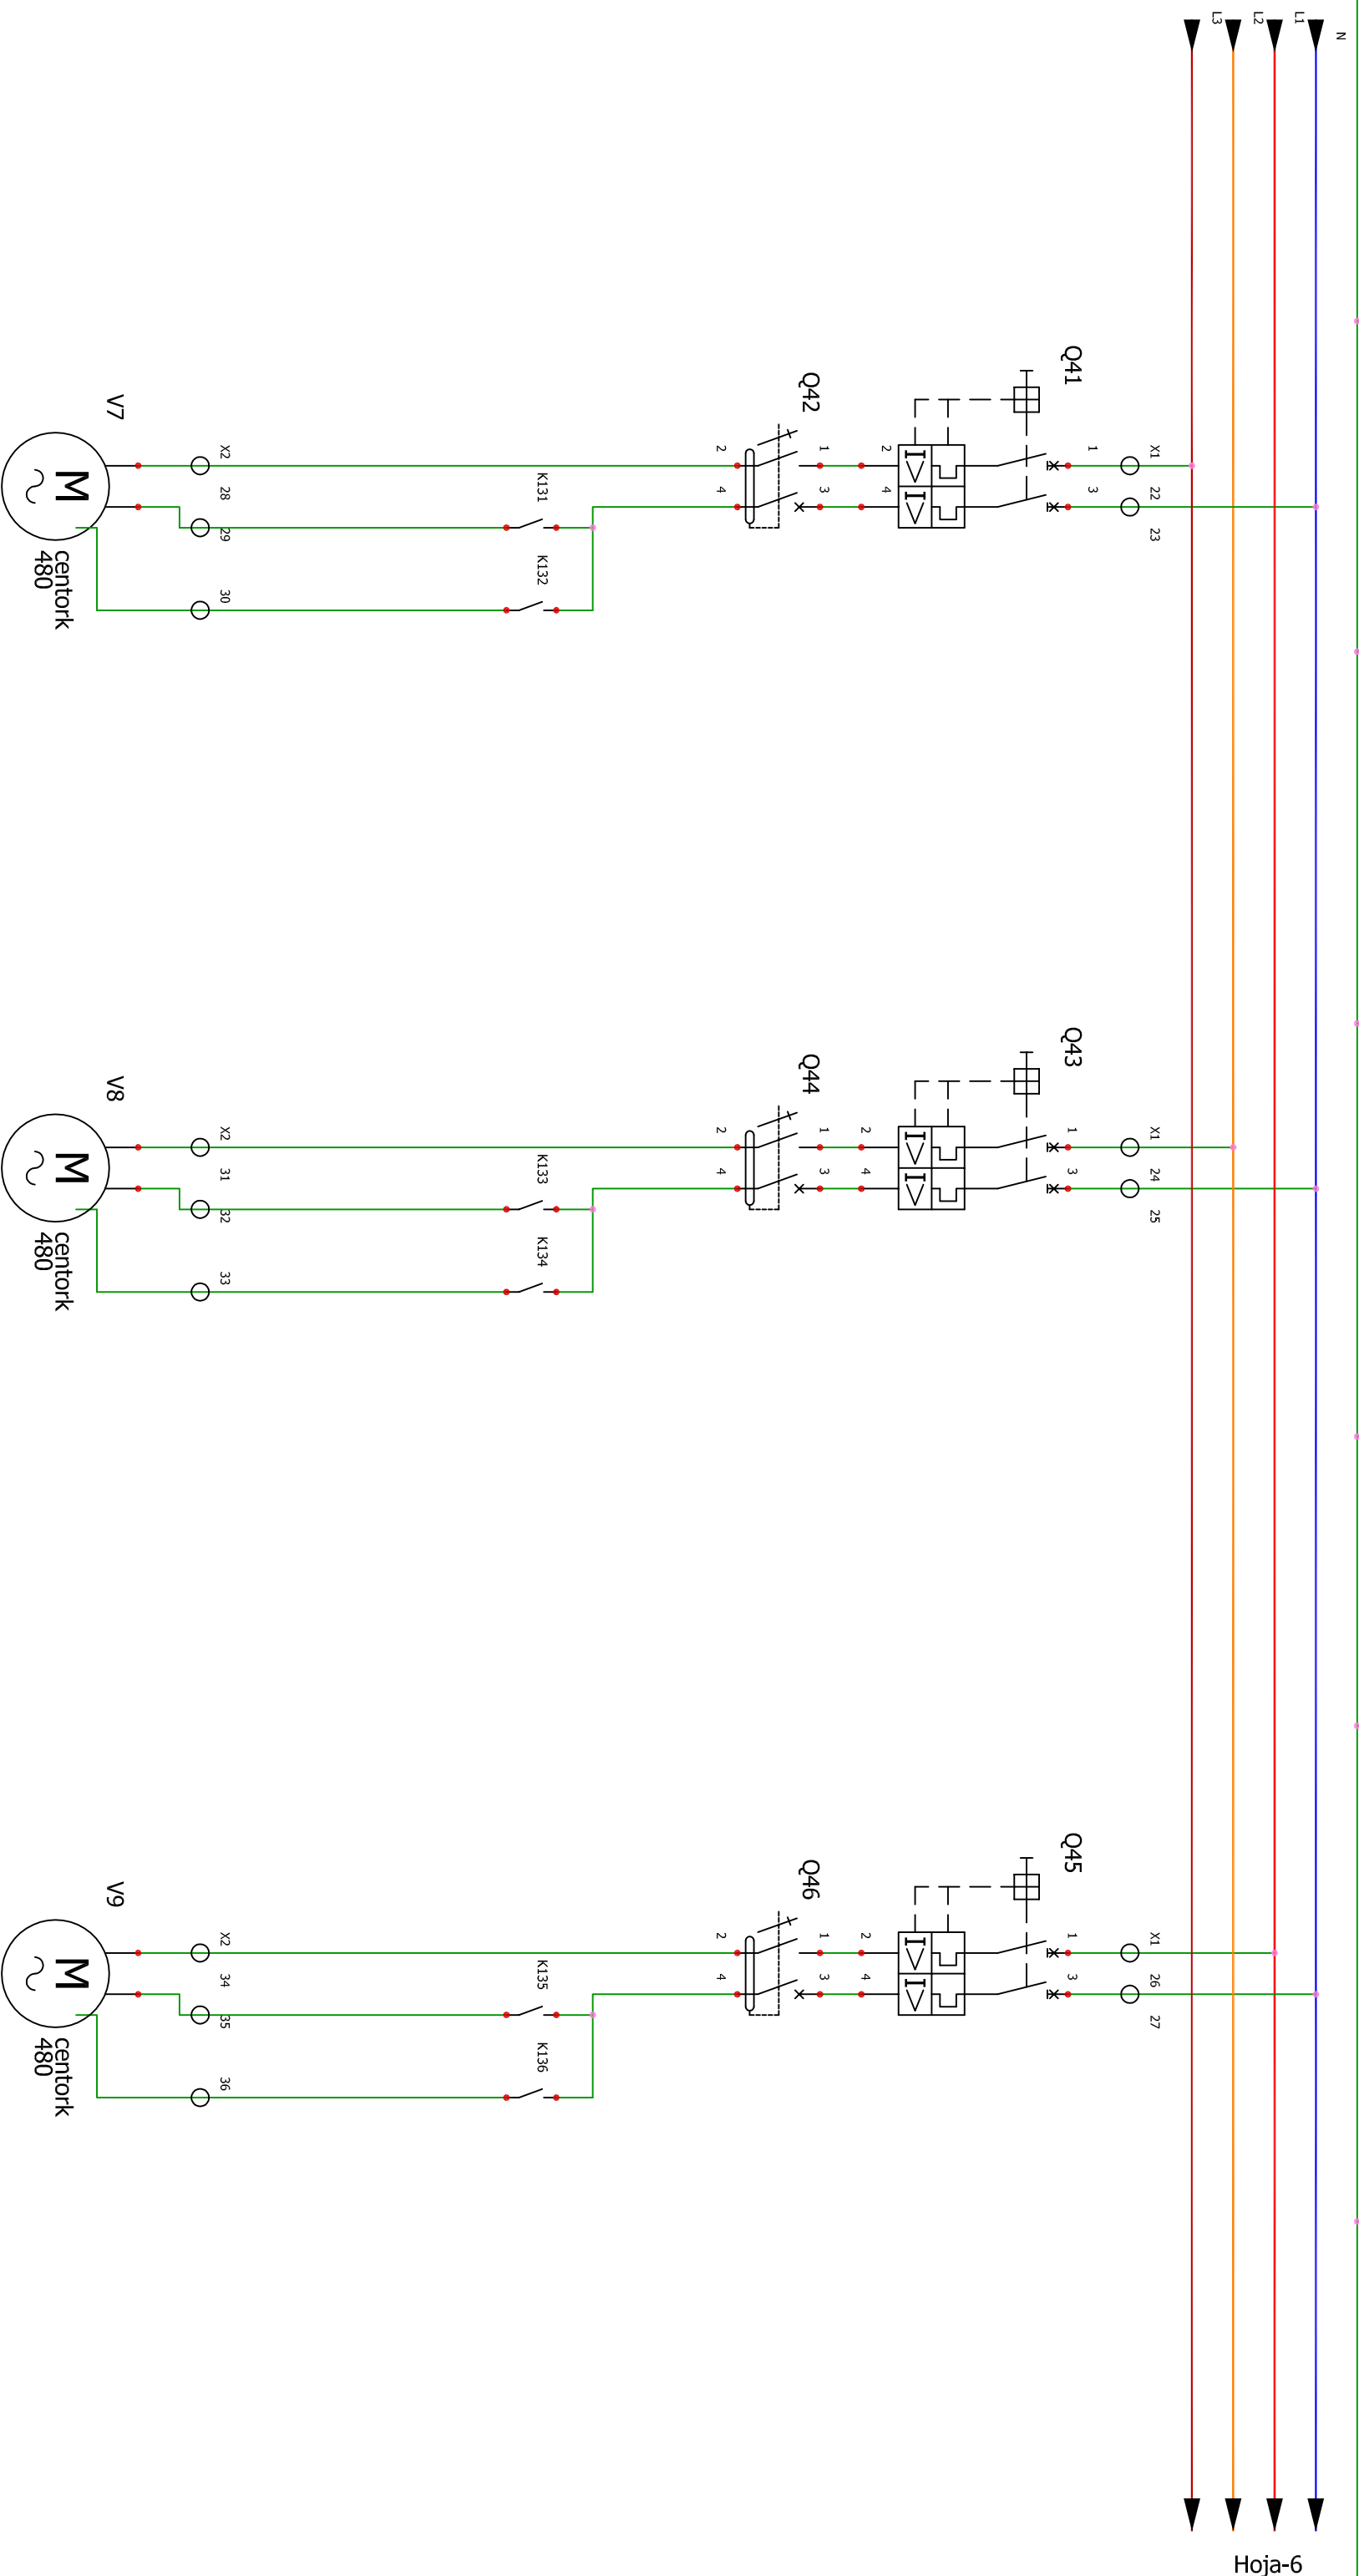 N
L1
L2
L3
Q41
X1
22
23
1
3
2
4
Q42
1
3
2
4
K131
K132
X2
28
29
30
V7
M
centork
480
Q43
X1
24
25
1
3
2
4
Q44
1
3
2
4
K133
K134
X2
31
32
33
V8
M
centork
480
Q45
X1
26
27
1
3
2
4
Q46
1
3
2
4
K135
K136
X2
34
35
36
V9
M
centork
480
Hoja-6